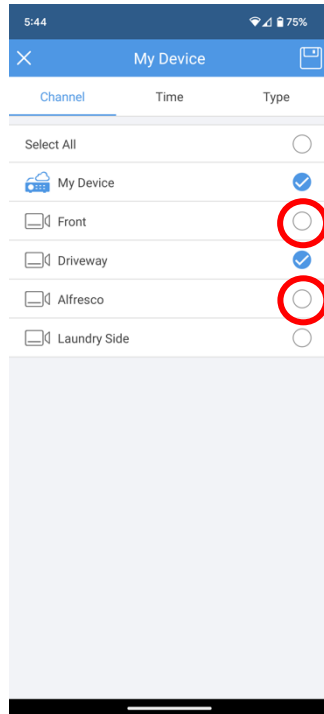 5:44 75%
My Device
Channel Time Type
Select All
My Device
Front
Driveway
Alfresco
Laundry Side